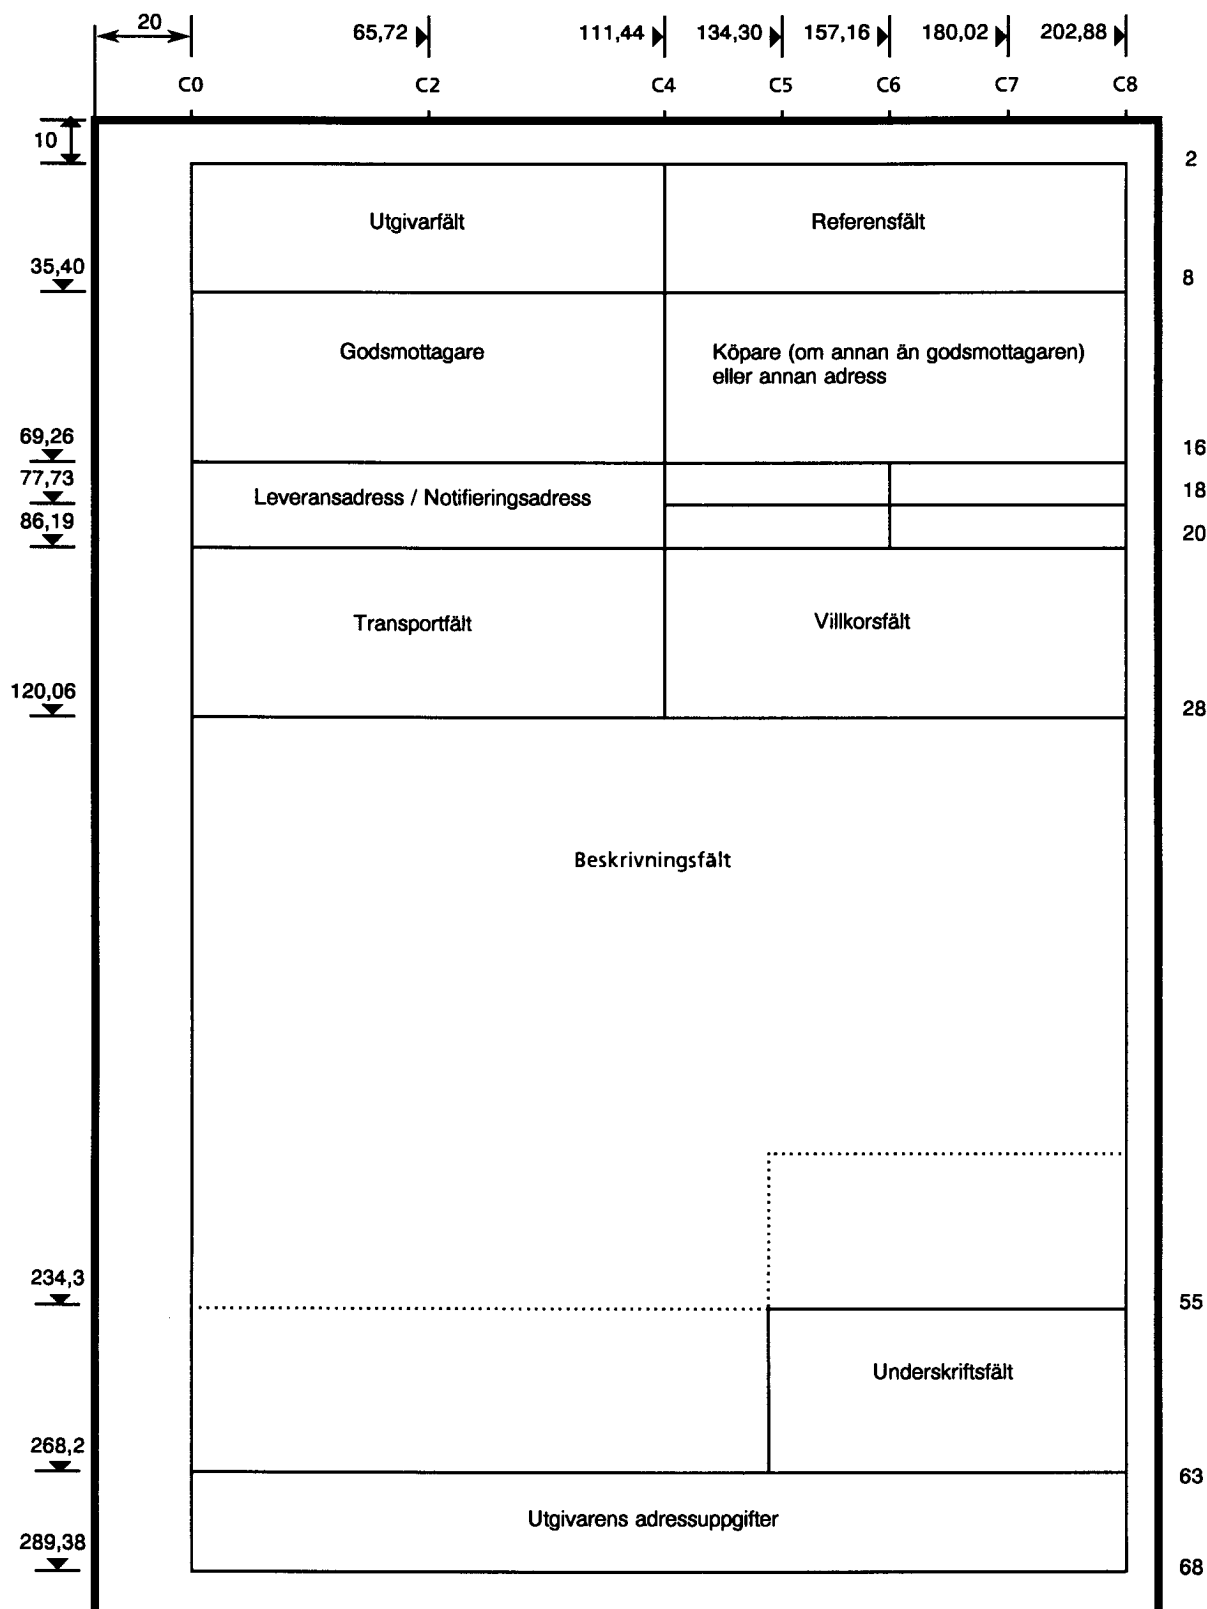 20 65,72 111,44 134,30 157,16 180,02 202,88
C0 C2 C4 C5 C6 C7 C8
10
2
Utgivarfält Referensfält
35,40 8
Godsmottagare Köpare (om annan än godsmottagaren)
eller annan adress
69,26 16
77,73 18
Leveransadress / Notifieringsadress
86,19 20
Transportfält Villkorsfält
120,06 28
Beskrivningsfält
234,3 55
Underskriftsfält
268,2 63
Utgivarens adressuppgifter
289,38 68